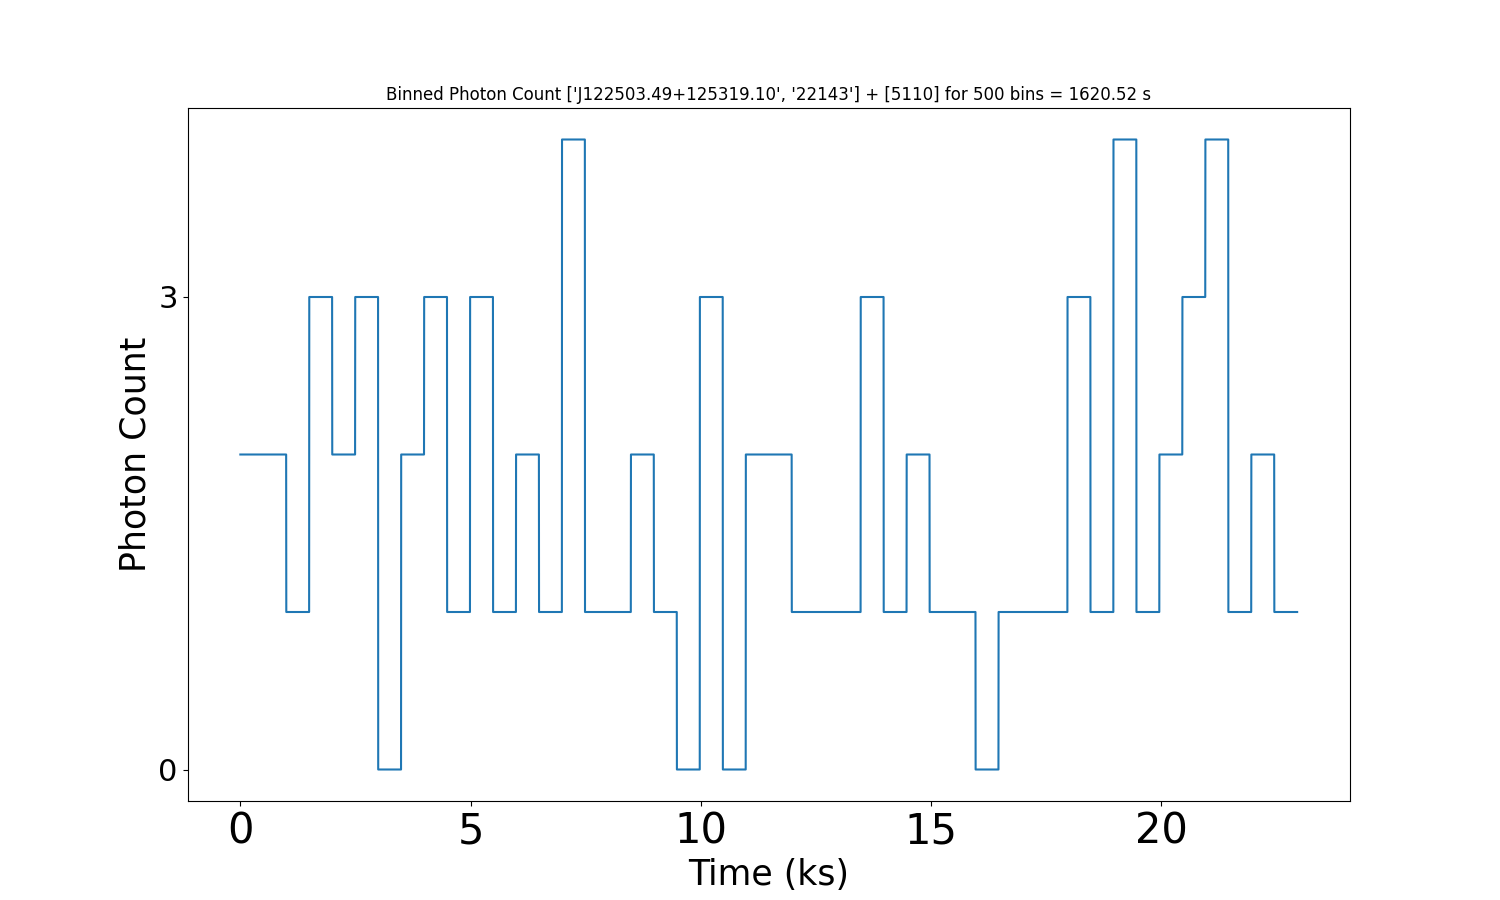 Binned Photon Count ['J122503.49+125319.10', '22143'] + [5110] for 500 bins = 1620.52 s
Photon Count
3
0
0 5 10 15 20
Time (ks)